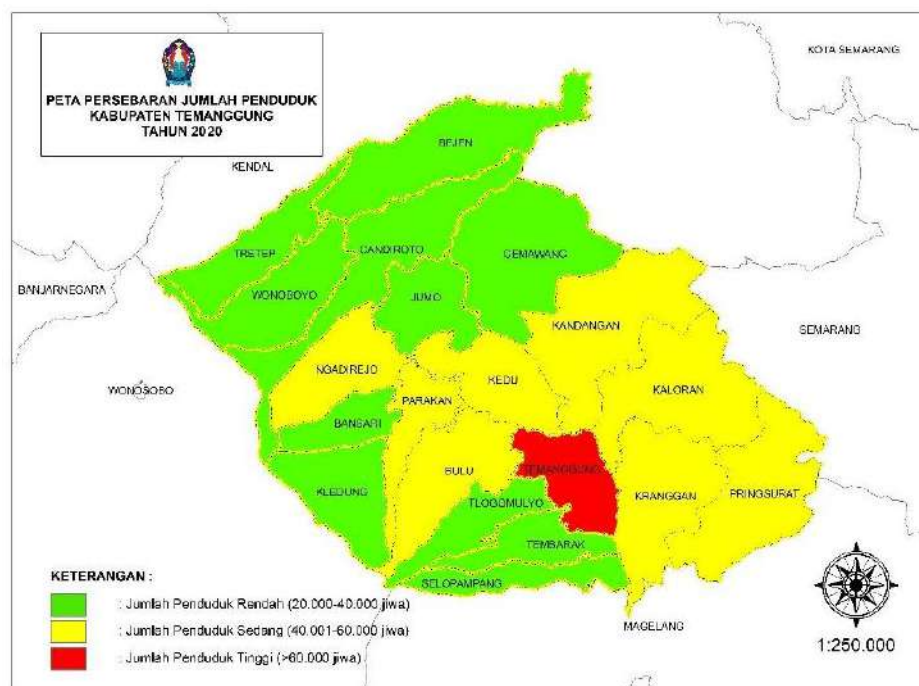 PETA PERSEBARAN JUMLAH PENDUDUK
KABUPATEN TEMANGGUNG
TAHUN 2020
KOTA SEMARANG
KENDAL
BEJEN
TRETEP
CANDIROTO
GEMAWANG
BANJARNEGARA
WONOBOYO
JUMO
KANDANGAN
SEMARANG
NGADIREJO
KEDU
KALORAN
WONOSOBO
PARAKAN
BANSARI
BULU
TEMANGGUNG
KLEDUNG
KRANGGAN
PRINGSURAT
TLOGOMULYO
TEMBARAK
SELOPAMPANG
MAGELANG
KETERANGAN :
: Jumlah Penduduk Rendah (20.000-40.000 jiwa)
: Jumlah Penduduk Sedang (40.001-60.000 jiwa)
: Jumlah Penduduk Tinggi (>60.000 jiwa)
1:250.000